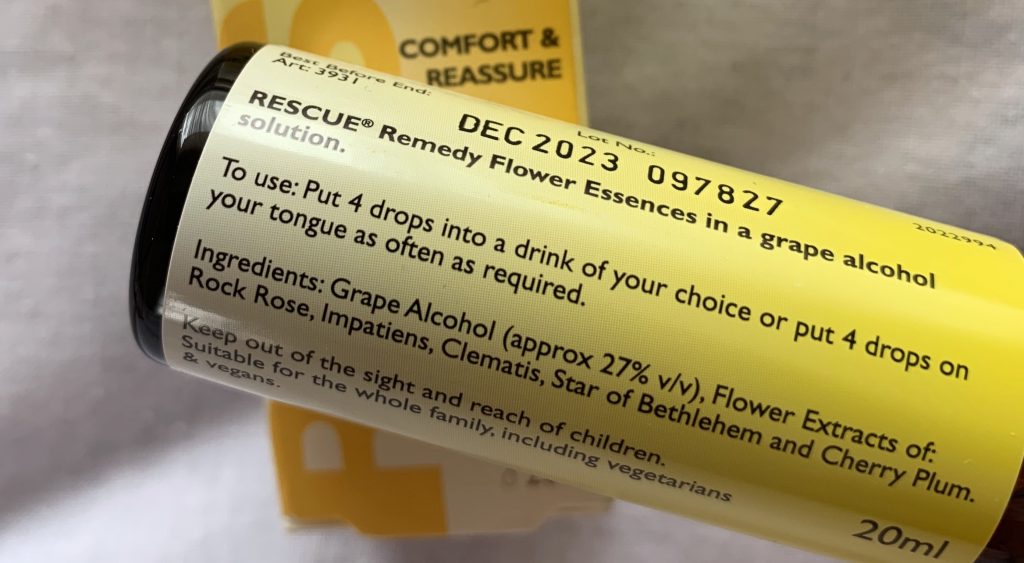 COMFORT &
REASSURE
Best Before End:
Art: 3931
DEC 2023
Lot No.:
097827
2022994
RESCUE® Remedy Flower Essences in a grape alcohol
solution.
To use: Put 4 drops into a drink of your choice or put 4 drops on
your tongue as often as required.
Ingredients: Grape Alcohol (approx 27% v/v), Flower Extracts of:
Rock Rose, Impatiens, Clematis, Star of Bethlehem and Cherry Plum.
Keep out of the sight and reach of children.
Suitable for the whole family, including vegetarians
& vegans.
20ml